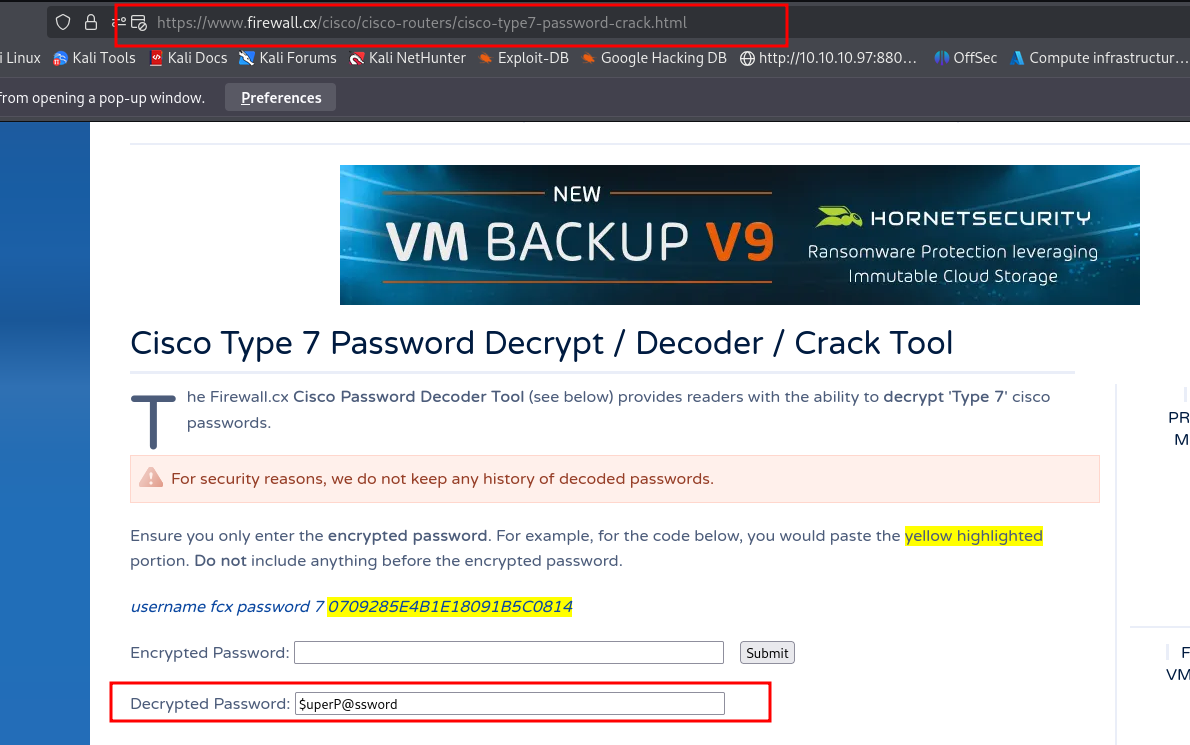 https://www.firewall.cx/cisco/cisco-routers/cisco-type7-password-crack.html
i Linux Kali Tools Kali Docs Kali Forums Kali NetHunter Exploit-DB Google Hacking DB http://10.10.10.97:880… OffSec Compute infrastructur…
from opening a pop-up window. Preferences
NEW
VM BACKUP V9
HORNETSECURITY
Ransomware Protection leveraging
Immutable Cloud Storage
Cisco Type 7 Password Decrypt / Decoder / Crack Tool
The Firewall.cx Cisco Password Decoder Tool (see below) provides readers with the ability to decrypt 'Type 7' cisco
passwords.
PR
M
For security reasons, we do not keep any history of decoded passwords.
Ensure you only enter the encrypted password. For example, for the code below, you would paste the yellow highlighted
portion. Do not include anything before the encrypted password.
username fcx password 7 0709285E4B1E18091B5C0814
Encrypted Password: Submit
F
VM
Decrypted Password: $uperP@ssword